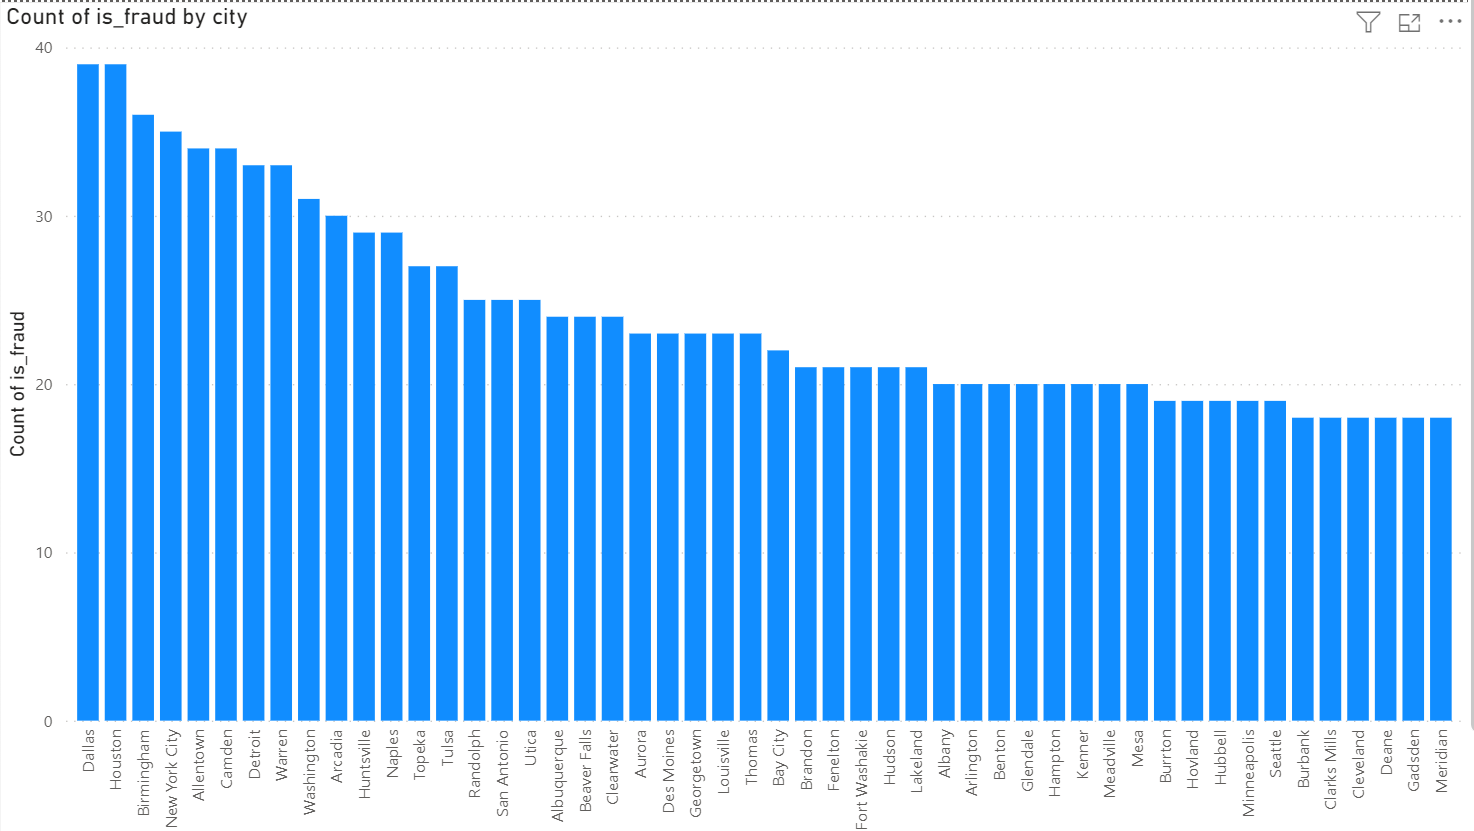 Count of is_fraud by city
Count of is_fraud
40
30
20
10
0
Dallas
Houston
Birmingham
New York City
Allentown
Camden
Detroit
Warren
Washington
Arcadia
Huntsville
Naples
Topeka
Tulsa
Randolph
San Antonio
Utica
Albuquerque
Beaver Falls
Clearwater
Aurora
Des Moines
Georgetown
Louisville
Thomas
Bay City
Brandon
Fenelton
Fort Washakie
Hudson
Lakeland
Albany
Arlington
Benton
Glendale
Hampton
Kenner
Meadville
Mesa
Burrton
Hovland
Hubbell
Minneapolis
Seattle
Burbank
Clarks Mills
Cleveland
Deane
Gadsden
Meridian